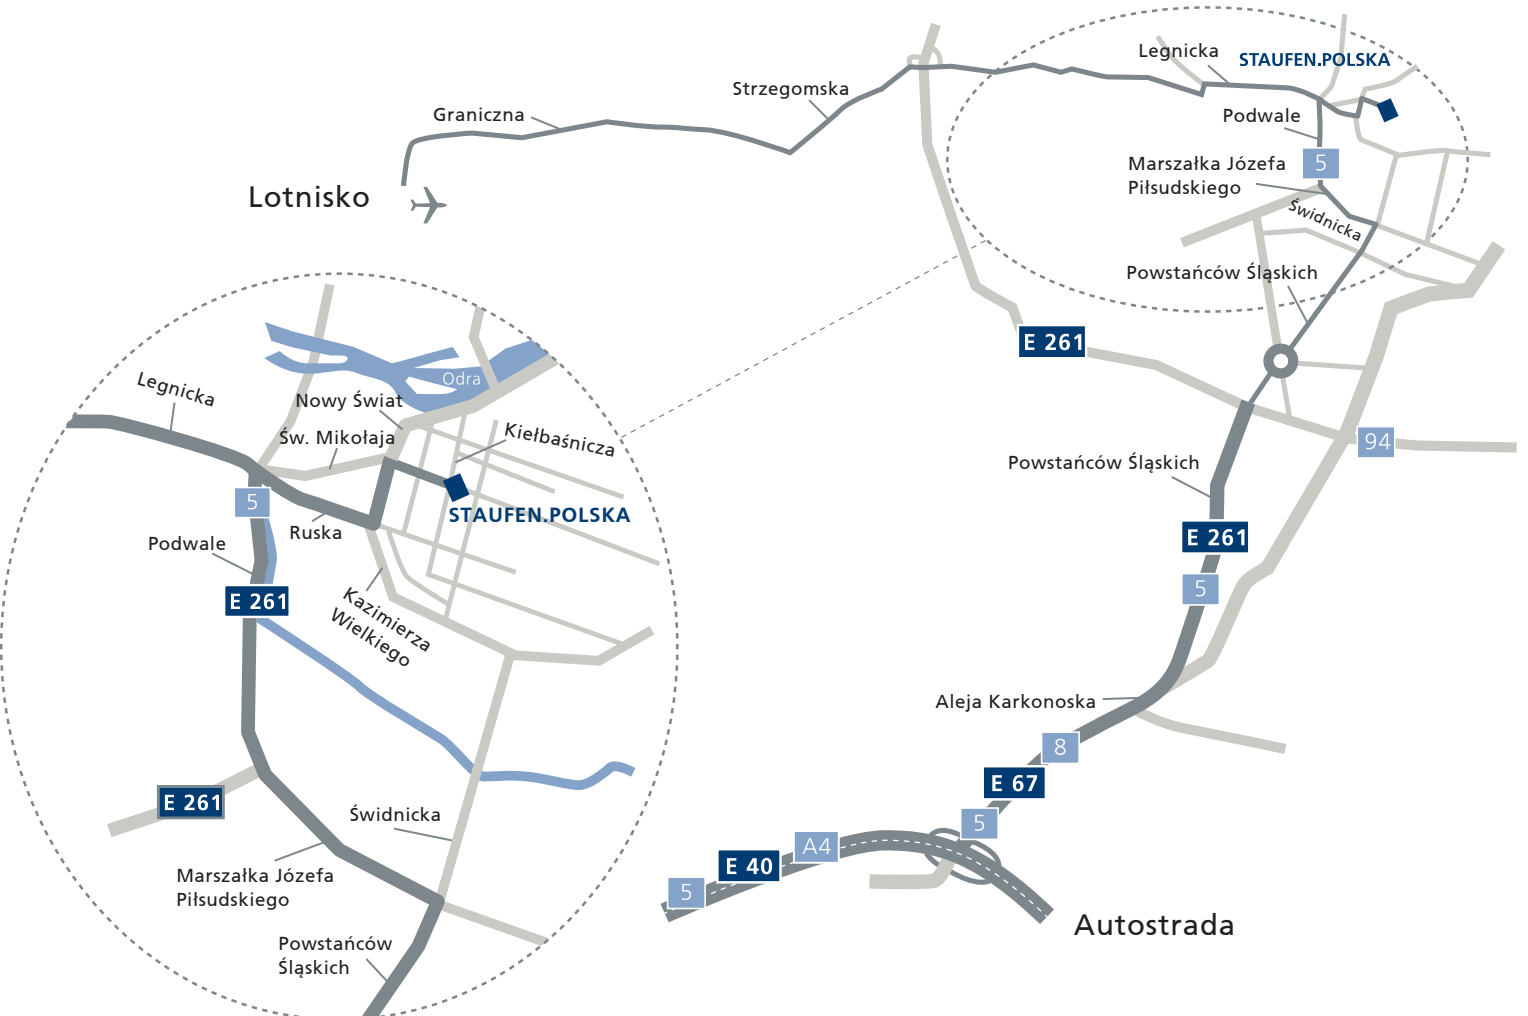 Legnicka
STAUFEN.POLSKA
Strzegomska
Graniczna
Podwale
5
Marszałka Józefa
Piłsudskiego
Lotnisko
Świdnicka
Powstańców Śląskich
E 261
94
Powstańców Śląskich
E 261
5
Aleja Karkonoska
8
E 67
5
A4
E 40
5
Autostrada
Odra
Legnicka
Nowy Świat
Św. Mikołaja
Kiełbaśnicza
5
STAUFEN.POLSKA
Ruska
Podwale
E 261
Kazimierza
Wielkiego
E 261
Świdnicka
Marszałka Józefa
Piłsudskiego
Powstańców
Śląskich